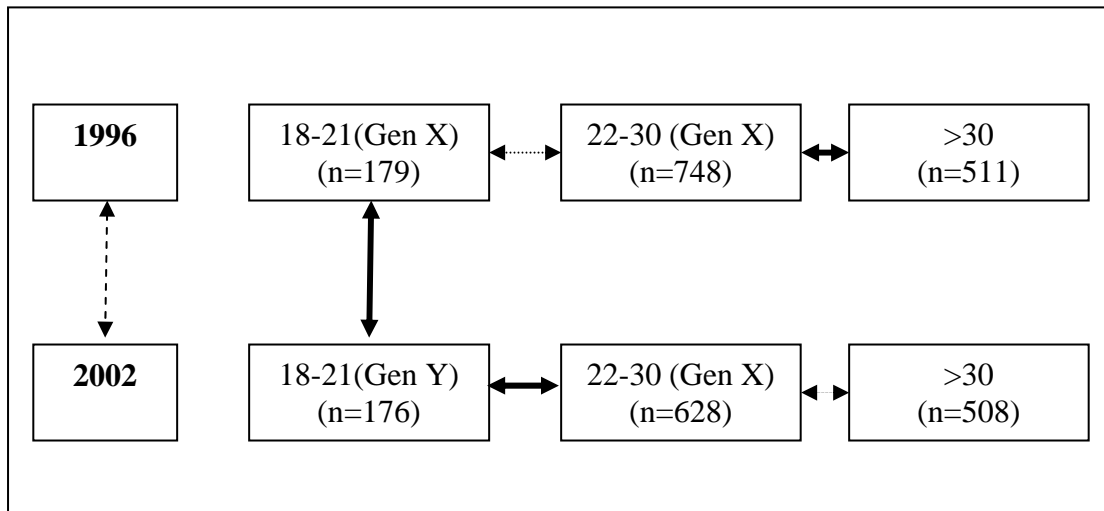 1996
18-21(Gen X)
(n=179)
22-30 (Gen X)
(n=748)
>30
(n=511)
2002
18-21(Gen Y)
(n=176)
22-30 (Gen X)
(n=628)
>30
(n=508)